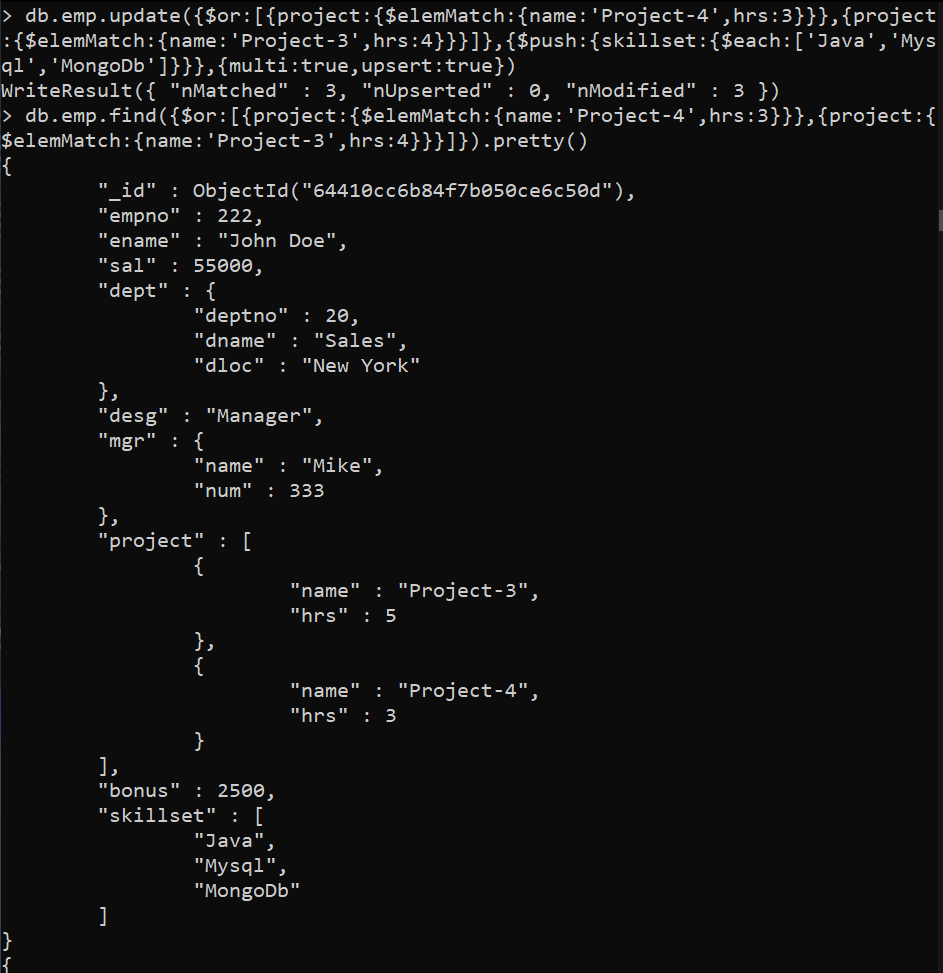 > db.emp.update({$or:[{project:{$elemMatch:{name:'Project-4',hrs:3}}},{project
:{$elemMatch:{name:'Project-3',hrs:4}}}]},{$push:{skillset:{$each:['Java','Mys
ql','MongoDb']}}},{multi:true,upsert:true})
WriteResult({ "nMatched" : 3, "nUpserted" : 0, "nModified" : 3 })
> db.emp.find({$or:[{project:{$elemMatch:{name:'Project-4',hrs:3}}},{project:{
$elemMatch:{name:'Project-3',hrs:4}}}]}).pretty()
{
        "_id" : ObjectId("64410cc6b84f7b050ce6c50d"),
        "empno" : 222,
        "ename" : "John Doe",
        "sal" : 55000,
        "dept" : {
                "deptno" : 20,
                "dname" : "Sales",
                "dloc" : "New York"
        },
        "desg" : "Manager",
        "mgr" : {
                "name" : "Mike",
                "num" : 333
        },
        "project" : [
                {
                        "name" : "Project-3",
                        "hrs" : 5
                },
                {
                        "name" : "Project-4",
                        "hrs" : 3
                }
        ],
        "bonus" : 2500,
        "skillset" : [
                "Java",
                "Mysql",
                "MongoDb"
        ]
}
{